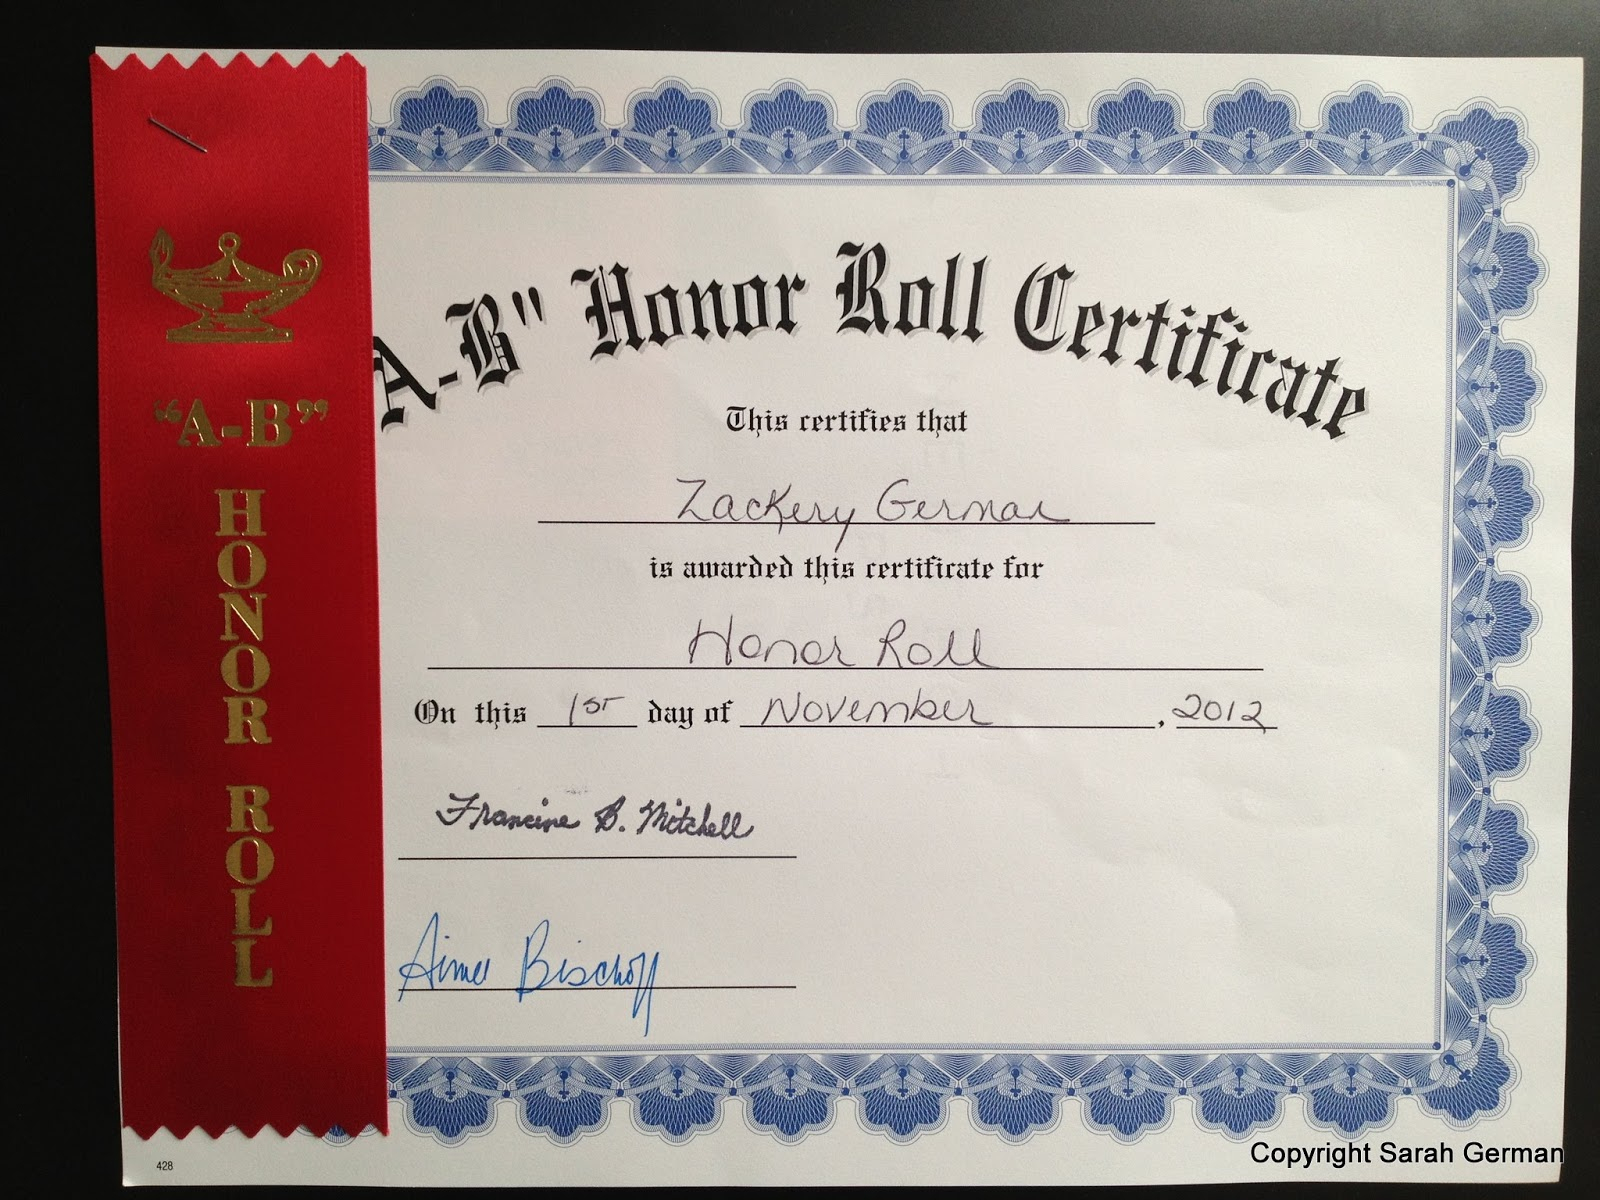 "A-B"
HONOR ROLL
A-B" Honor Roll Certificate
This certifies that
Zackery German
is awarded this certificate for
Honor Roll
On this 1st day of November, 2012
Francine B. Mitchell
Aimee Bischoff
428
Copyright Sarah German